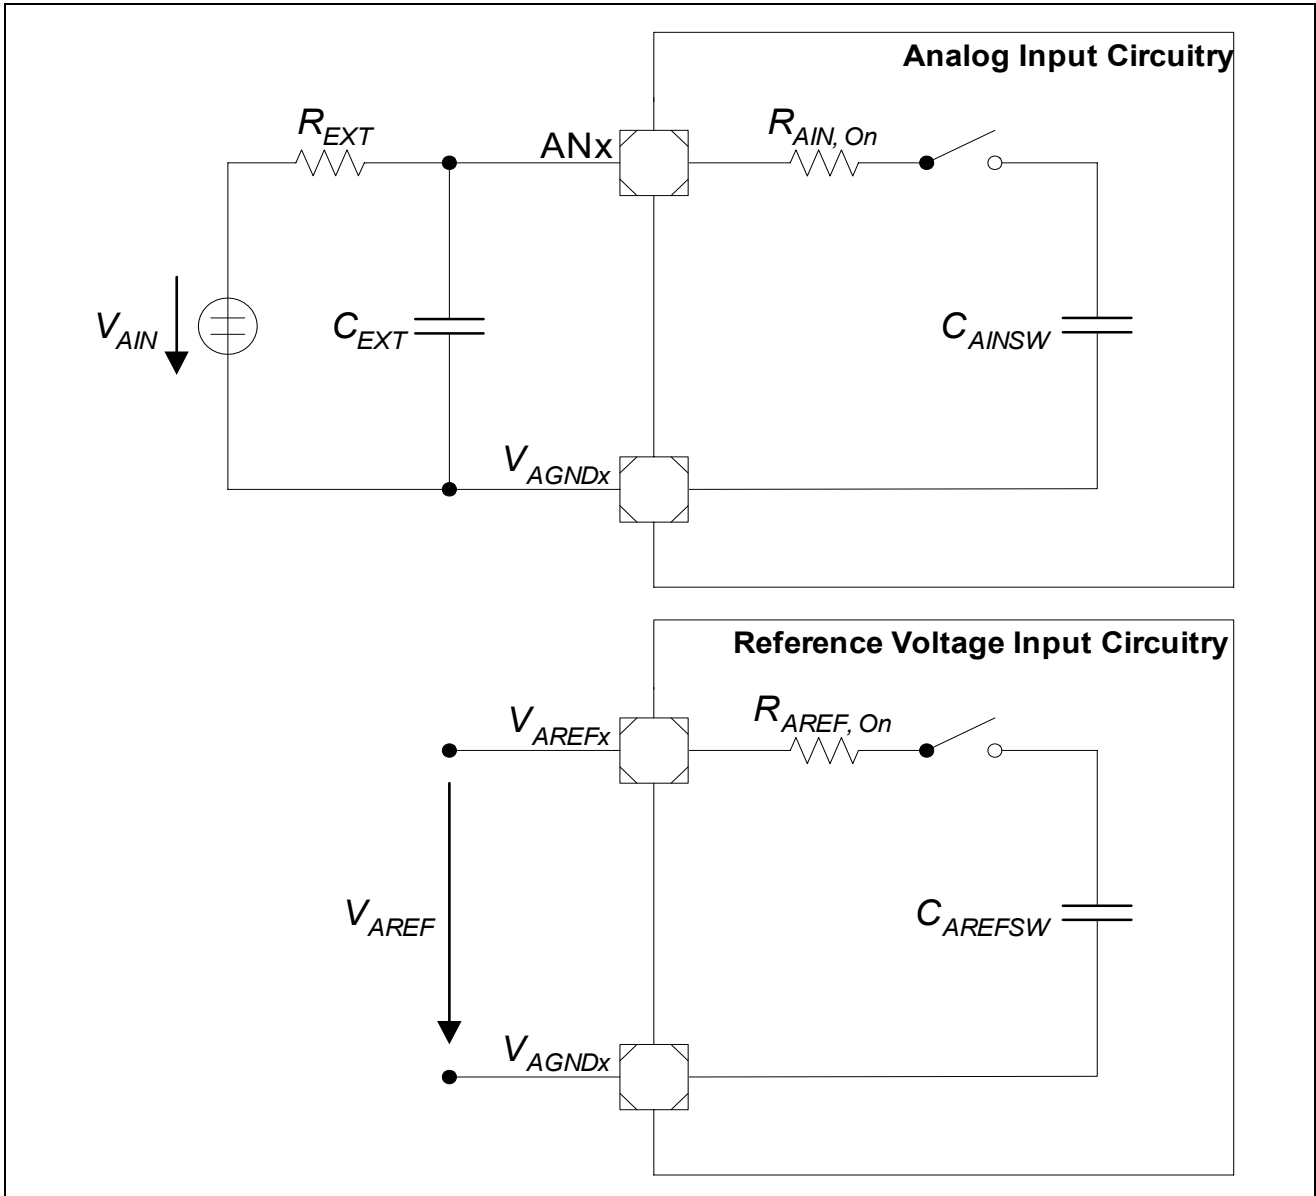 Analog Input Circuitry
R_EXT
ANx
R_AIN, On
V_AIN
C_EXT
C_AINSW
V_AGNDx
Reference Voltage Input Circuitry
V_AREFx
R_AREF, On
V_AREF
C_AREFSW
V_AGNDx